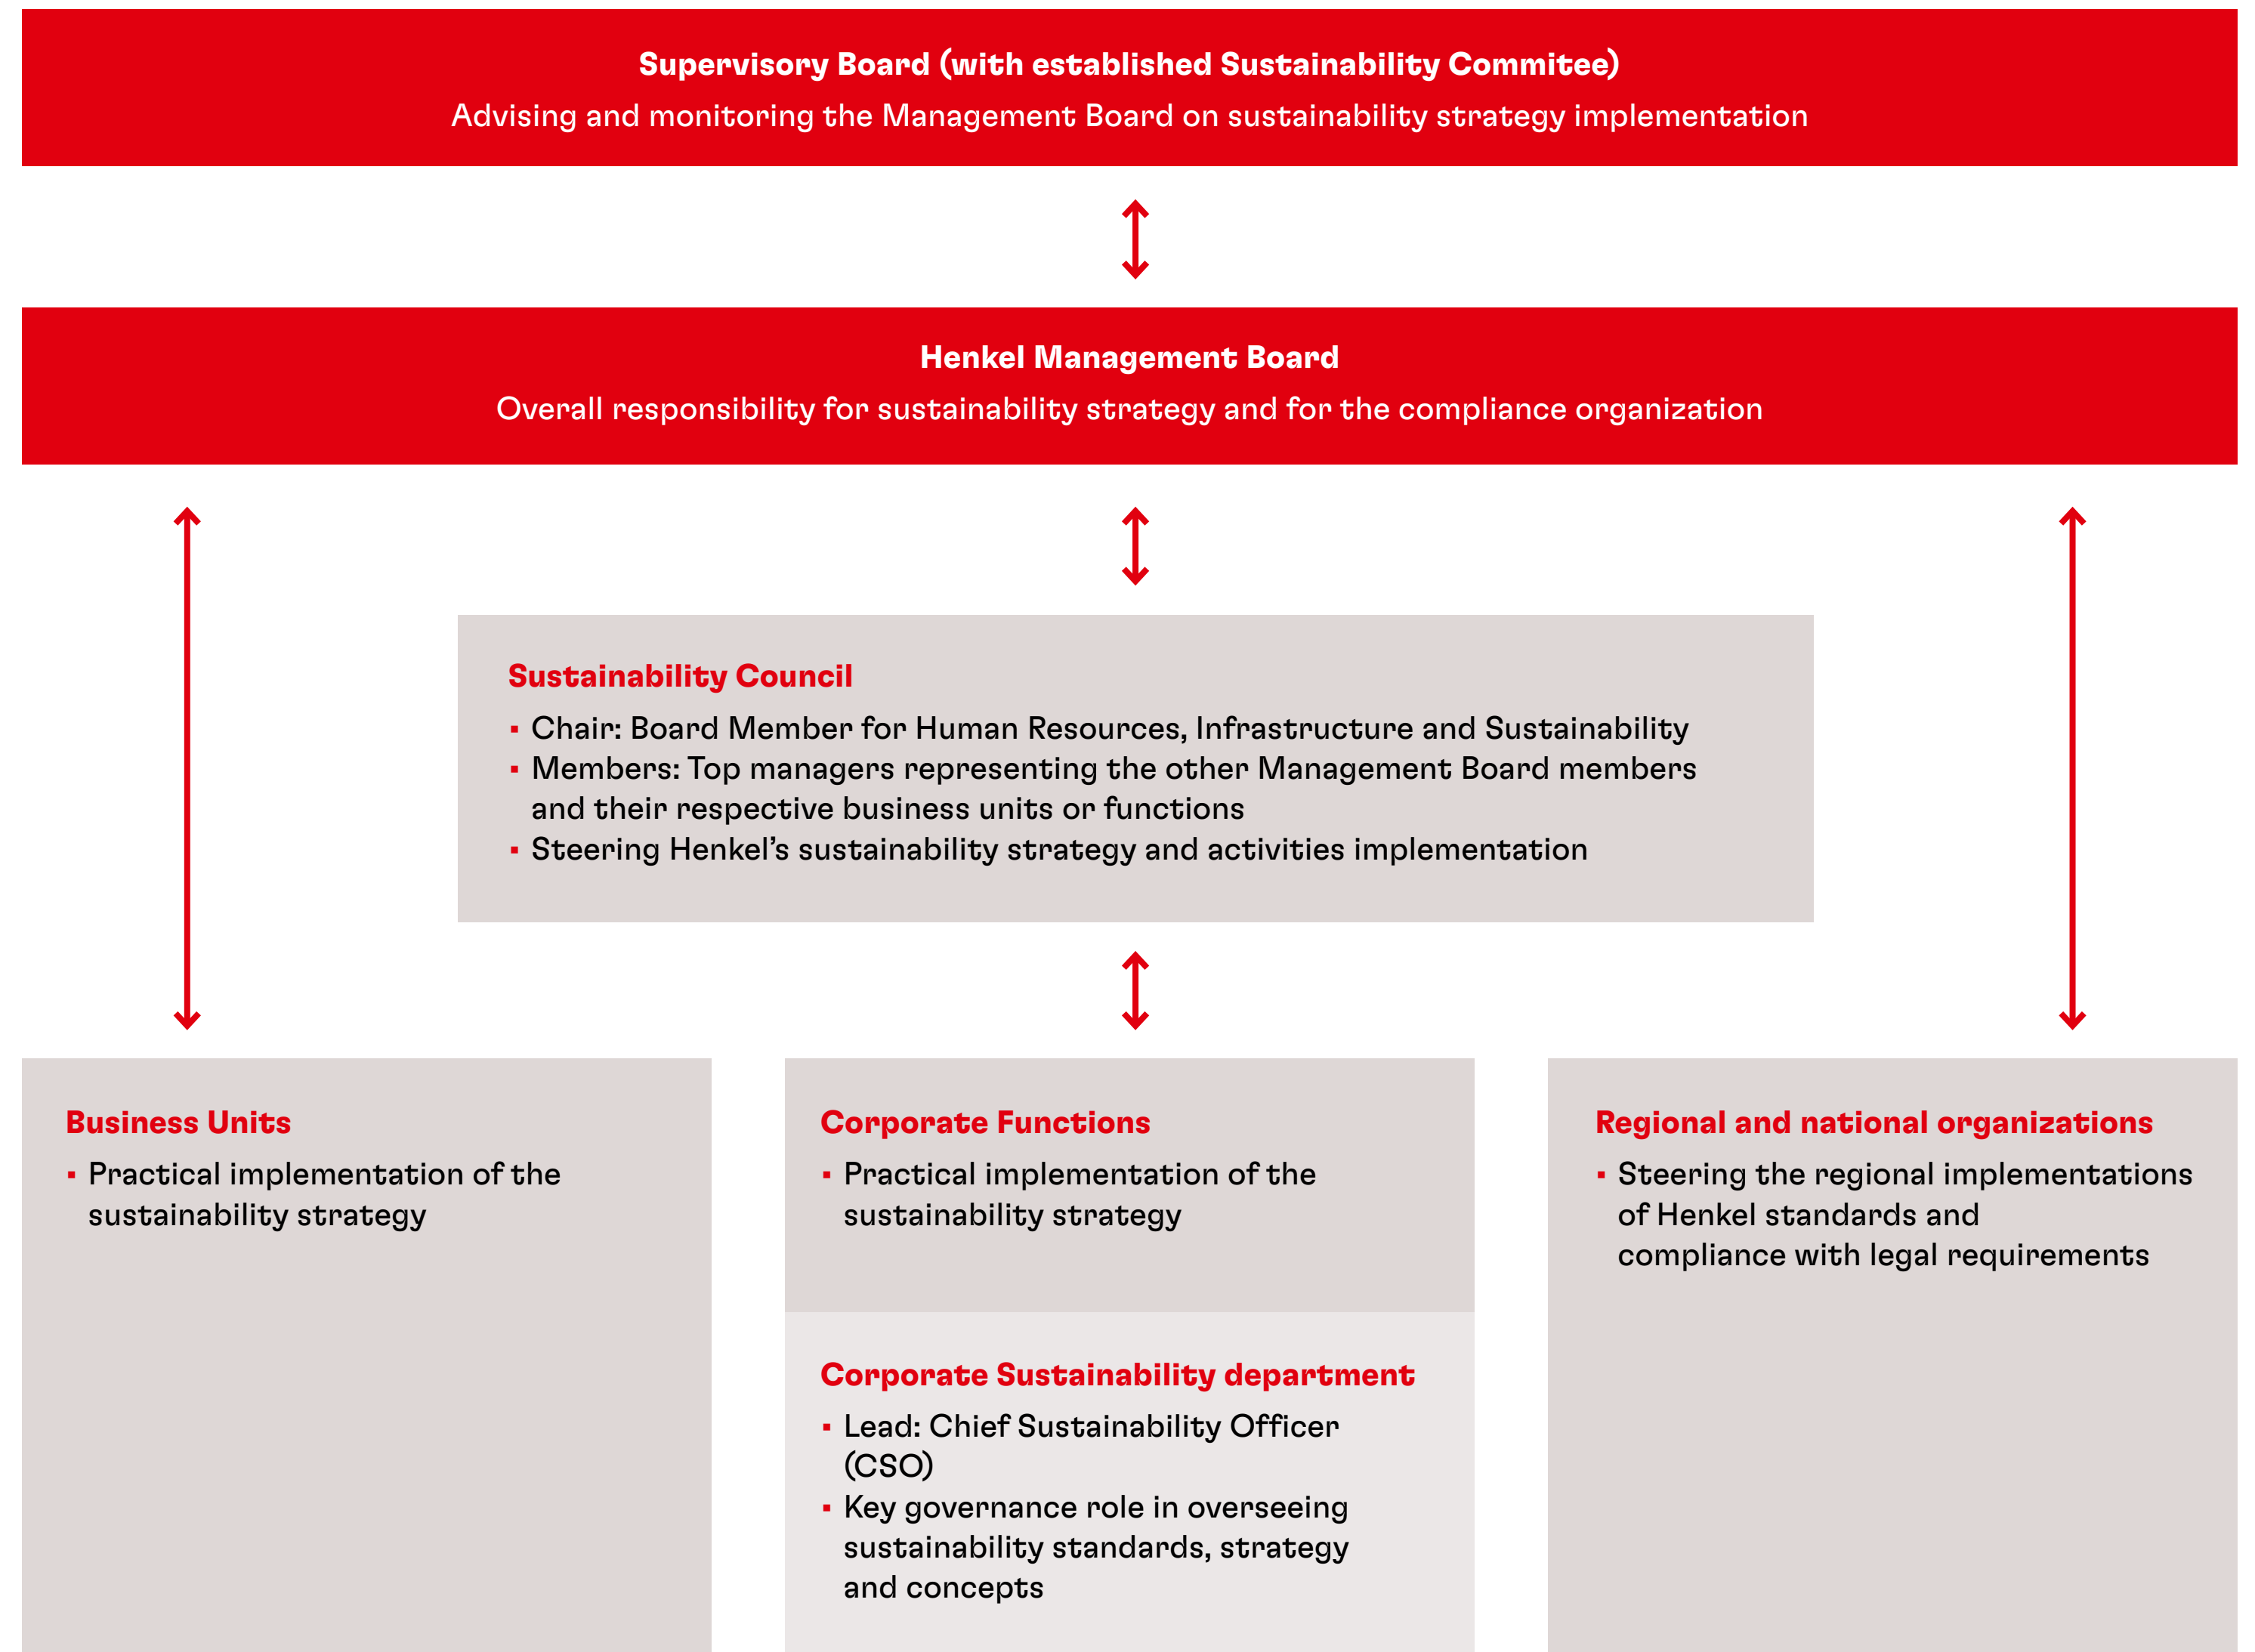 Supervisory Board (with established Sustainability Commitee)
Advising and monitoring the Management Board on sustainability strategy implementation
Henkel Management Board
Overall responsibility for sustainability strategy and for the compliance organization
Sustainability Council
▪ Chair: Board Member for Human Resources, Infrastructure and Sustainability
▪ Members: Top managers representing the other Management Board members
and their respective business units or functions
▪ Steering Henkel’s sustainability strategy and activities implementation
Business Units
▪ Practical implementation of the
sustainability strategy
Corporate Functions
▪ Practical implementation of the
sustainability strategy
Corporate Sustainability department
▪ Lead: Chief Sustainability Officer
(CSO)
▪ Key governance role in overseeing
sustainability standards, strategy
and concepts
Regional and national organizations
▪ Steering the regional implementations
of Henkel standards and
compliance with legal requirements